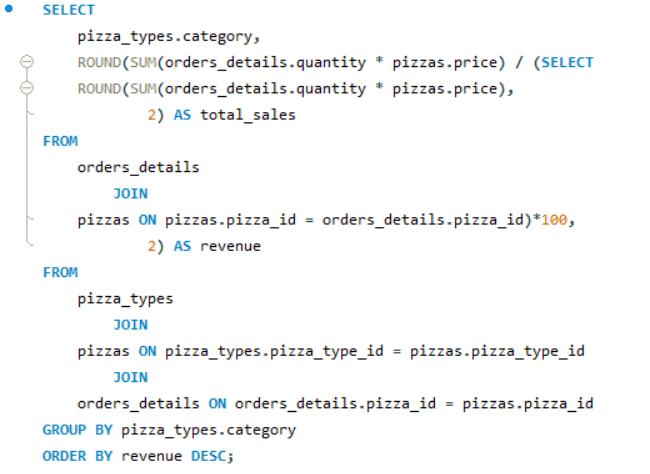 SELECT
pizza_types.category,
ROUND(SUM(orders_details.quantity * pizzas.price) / (SELECT
ROUND(SUM(orders_details.quantity * pizzas.price),
2) AS total_sales
FROM
orders_details
JOIN
pizzas ON pizzas.pizza_id = orders_details.pizza_id)*100,
2) AS revenue
FROM
pizza_types
JOIN
pizzas ON pizza_types.pizza_type_id = pizzas.pizza_type_id
JOIN
orders_details ON orders_details.pizza_id = pizzas.pizza_id
GROUP BY pizza_types.category
ORDER BY revenue DESC;